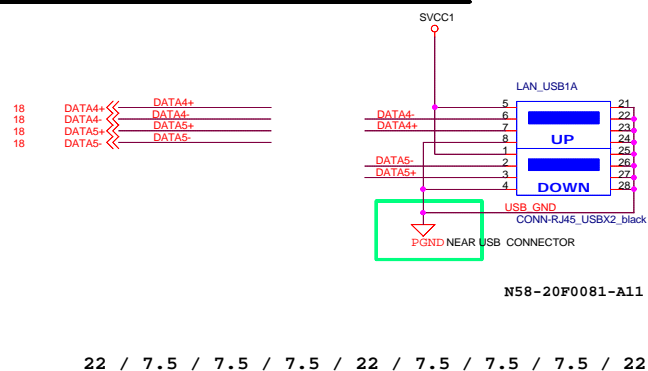 SVCC1
LAN_USB1A
18 DATA4+ DATA4+
18 DATA4- DATA4-
18 DATA5+ DATA5+
18 DATA5- DATA5-
5 21
DATA4- 6 22
DATA4+ 7 23
8 UP 24
1 25
DATA5- 2 26
DATA5+ 3 27
4 DOWN 28
USB_GND
CONN-RJ45_USBX2_black
PGND NEAR USB CONNECTOR
N58-20F0081-A11
22 / 7.5 / 7.5 / 7.5 / 22 / 7.5 / 7.5 / 7.5 / 22